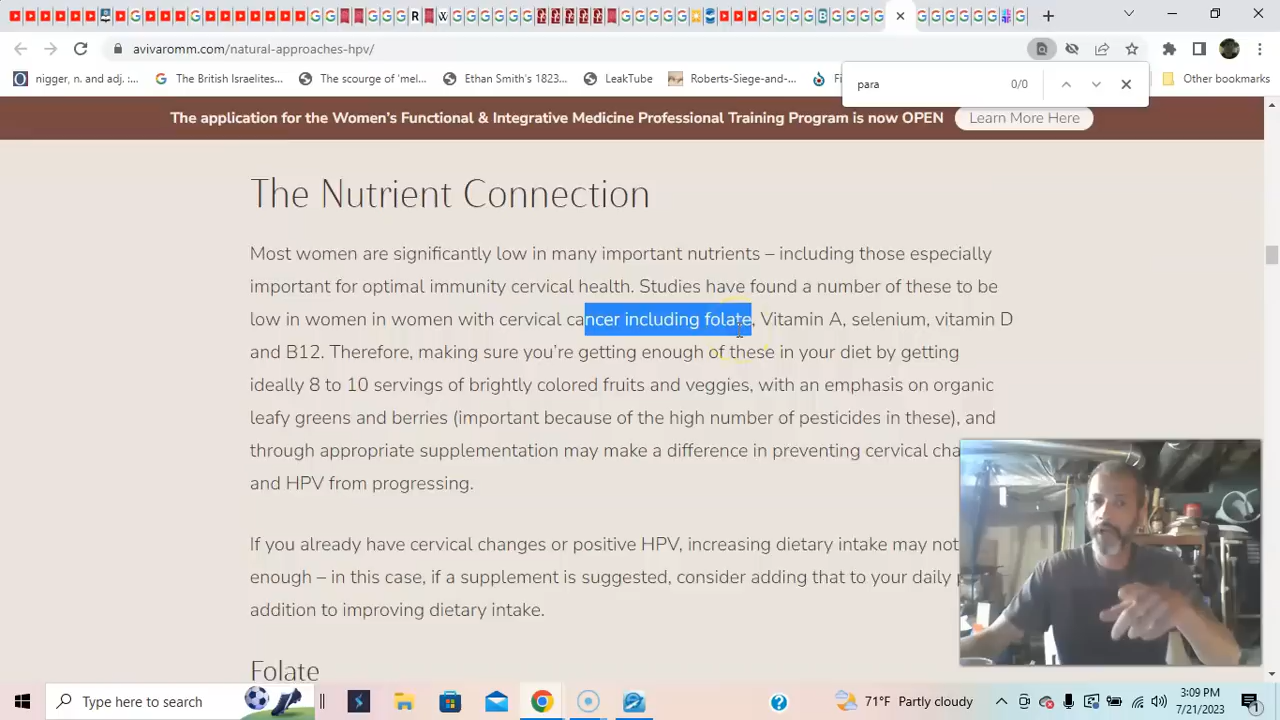 avivaromm.com/natural-approaches-hpv/
para
0/0
nigger, n. and adj. :...
The British Israelites...
The scourge of 'mel...
Ethan Smith's 1823...
LeakTube
Roberts-Siege-and-...
Other bookmarks
The application for the Women's Functional & Integrative Medicine Professional Training Program is now OPEN
Learn More Here
The Nutrient Connection
Most women are significantly low in many important nutrients – including those especially
important for optimal immunity cervical health. Studies have found a number of these to be
low in women in women with cervical cancer including folate, Vitamin A, selenium, vitamin D
and B12. Therefore, making sure you're getting enough of these in your diet by getting
ideally 8 to 10 servings of brightly colored fruits and veggies, with an emphasis on organic
leafy greens and berries (important because of the high number of pesticides in these), and
through appropriate supplementation may make a difference in preventing cervical cha
and HPV from progressing.
If you already have cervical changes or positive HPV, increasing dietary intake may not
enough – in this case, if a supplement is suggested, consider adding that to your daily p
addition to improving dietary intake.
Folate
Type here to search
71°F Partly cloudy
3:09 PM
7/21/2023